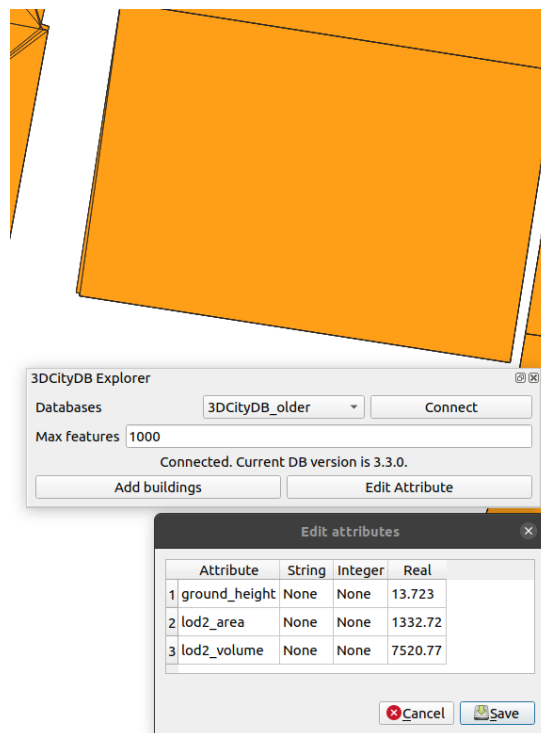 3DCityDB Explorer
Databases 3DCityDB_older Connect
Max features 1000
Connected. Current DB version is 3.3.0.
Add buildings Edit Attribute
Edit attributes
Attribute String Integer Real
1 ground_height None None 13.723
2 lod2_area None None 1332.72
3 lod2_volume None None 7520.77
Cancel Save